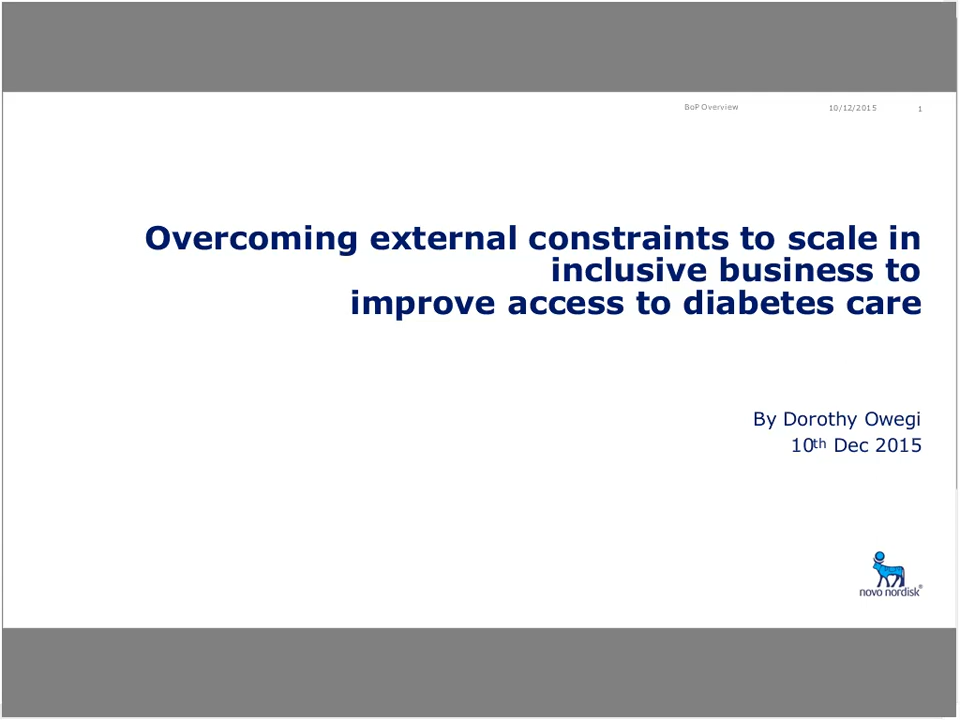 BoP Overview 10/12/2015 1
Overcoming external constraints to scale in
inclusive business to
improve access to diabetes care
By Dorothy Owegi
10th Dec 2015
novo nordisk®